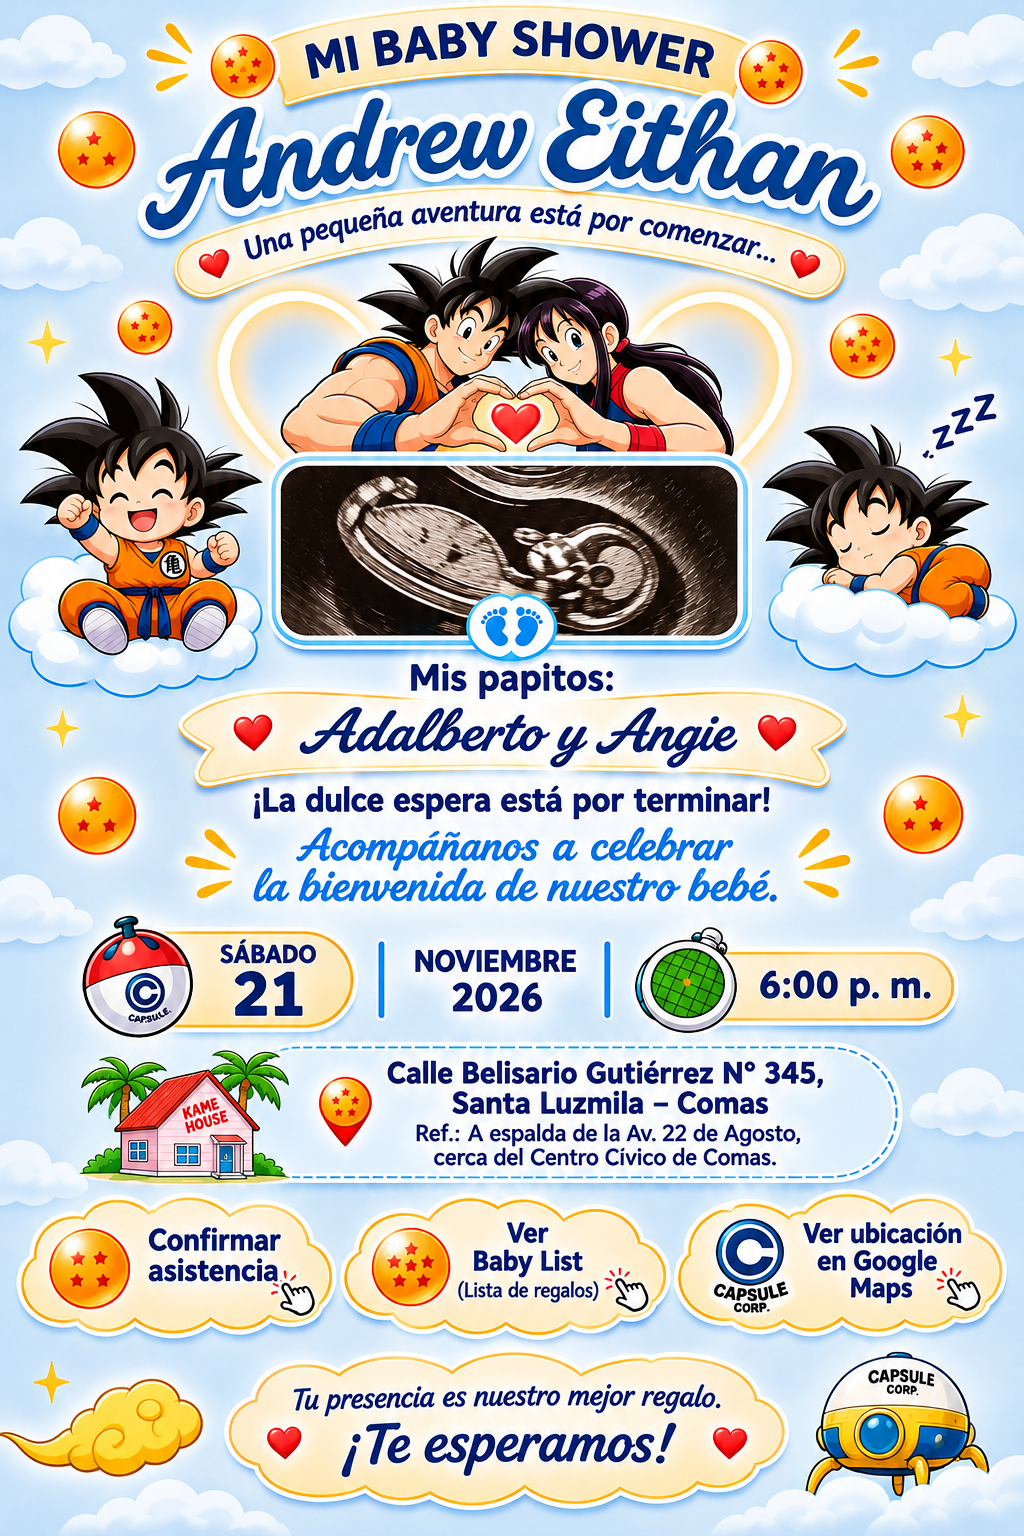 MI BABY SHOWER
Andrew Eithan
Una pequeña aventura está por comenzar...
zzz
亀
Mis papitos:
Adalberto y Angie
¡La dulce espera está por terminar!
Acompáñanos a celebrar
la bienvenida de nuestro bebé.
CAPSULE.
SÁBADO
21
NOVIEMBRE
2026
6:00 p. m.
KAME
HOUSE
Calle Belisario Gutiérrez N° 345,
Santa Luzmila – Comas
Ref.: A espalda de la Av. 22 de Agosto,
cerca del Centro Cívico de Comas.
Confirmar
asistencia
Ver
Baby List
(Lista de regalos)
C
CAPSULE
CORP.
Ver ubicación
en Google
Maps
Tu presencia es nuestro mejor regalo.
¡Te esperamos!
CAPSULE
CORP.